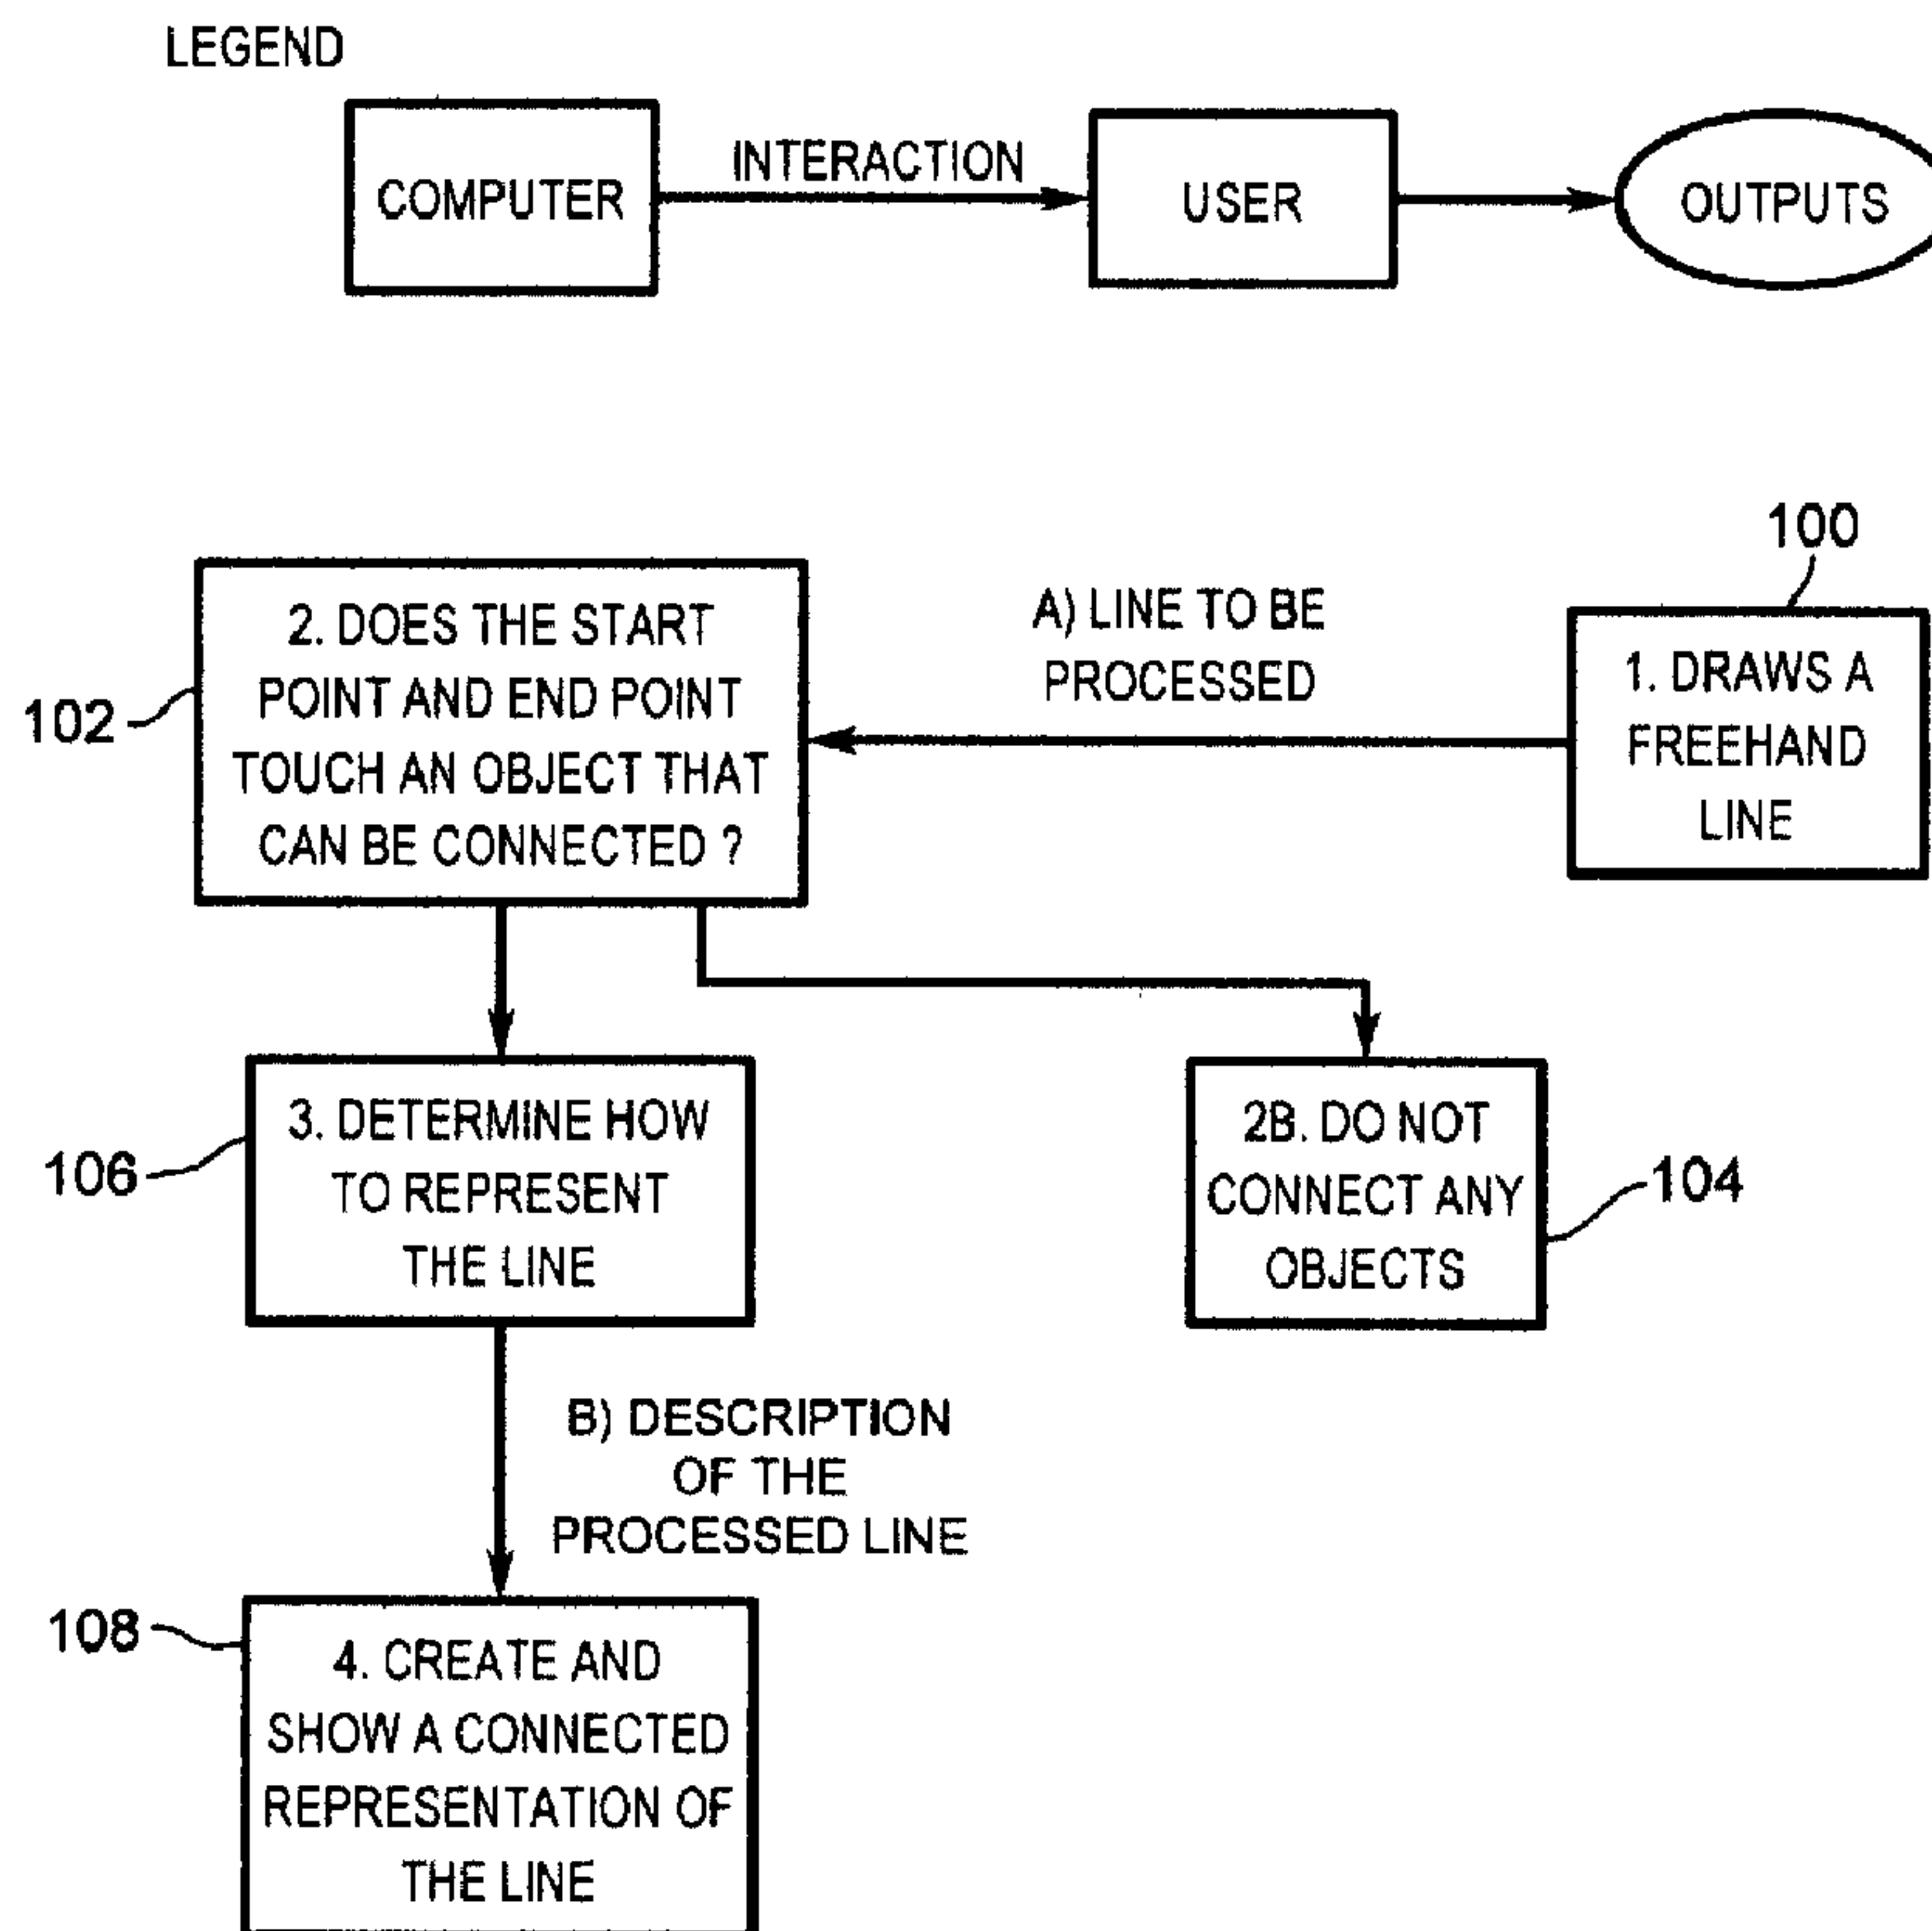 LEGEND
COMPUTER
INTERACTION
USER
OUTPUTS
100
1. DRAWS A
FREEHAND
LINE
A) LINE TO BE
PROCESSED
102
2. DOES THE START
POINT AND END POINT
TOUCH AN OBJECT THAT
CAN BE CONNECTED ?
106
3. DETERMINE HOW
TO REPRESENT
THE LINE
2B. DO NOT
CONNECT ANY
OBJECTS
104
B) DESCRIPTION
OF THE
PROCESSED LINE
108
4. CREATE AND
SHOW A CONNECTED
REPRESENTATION OF
THE LINE